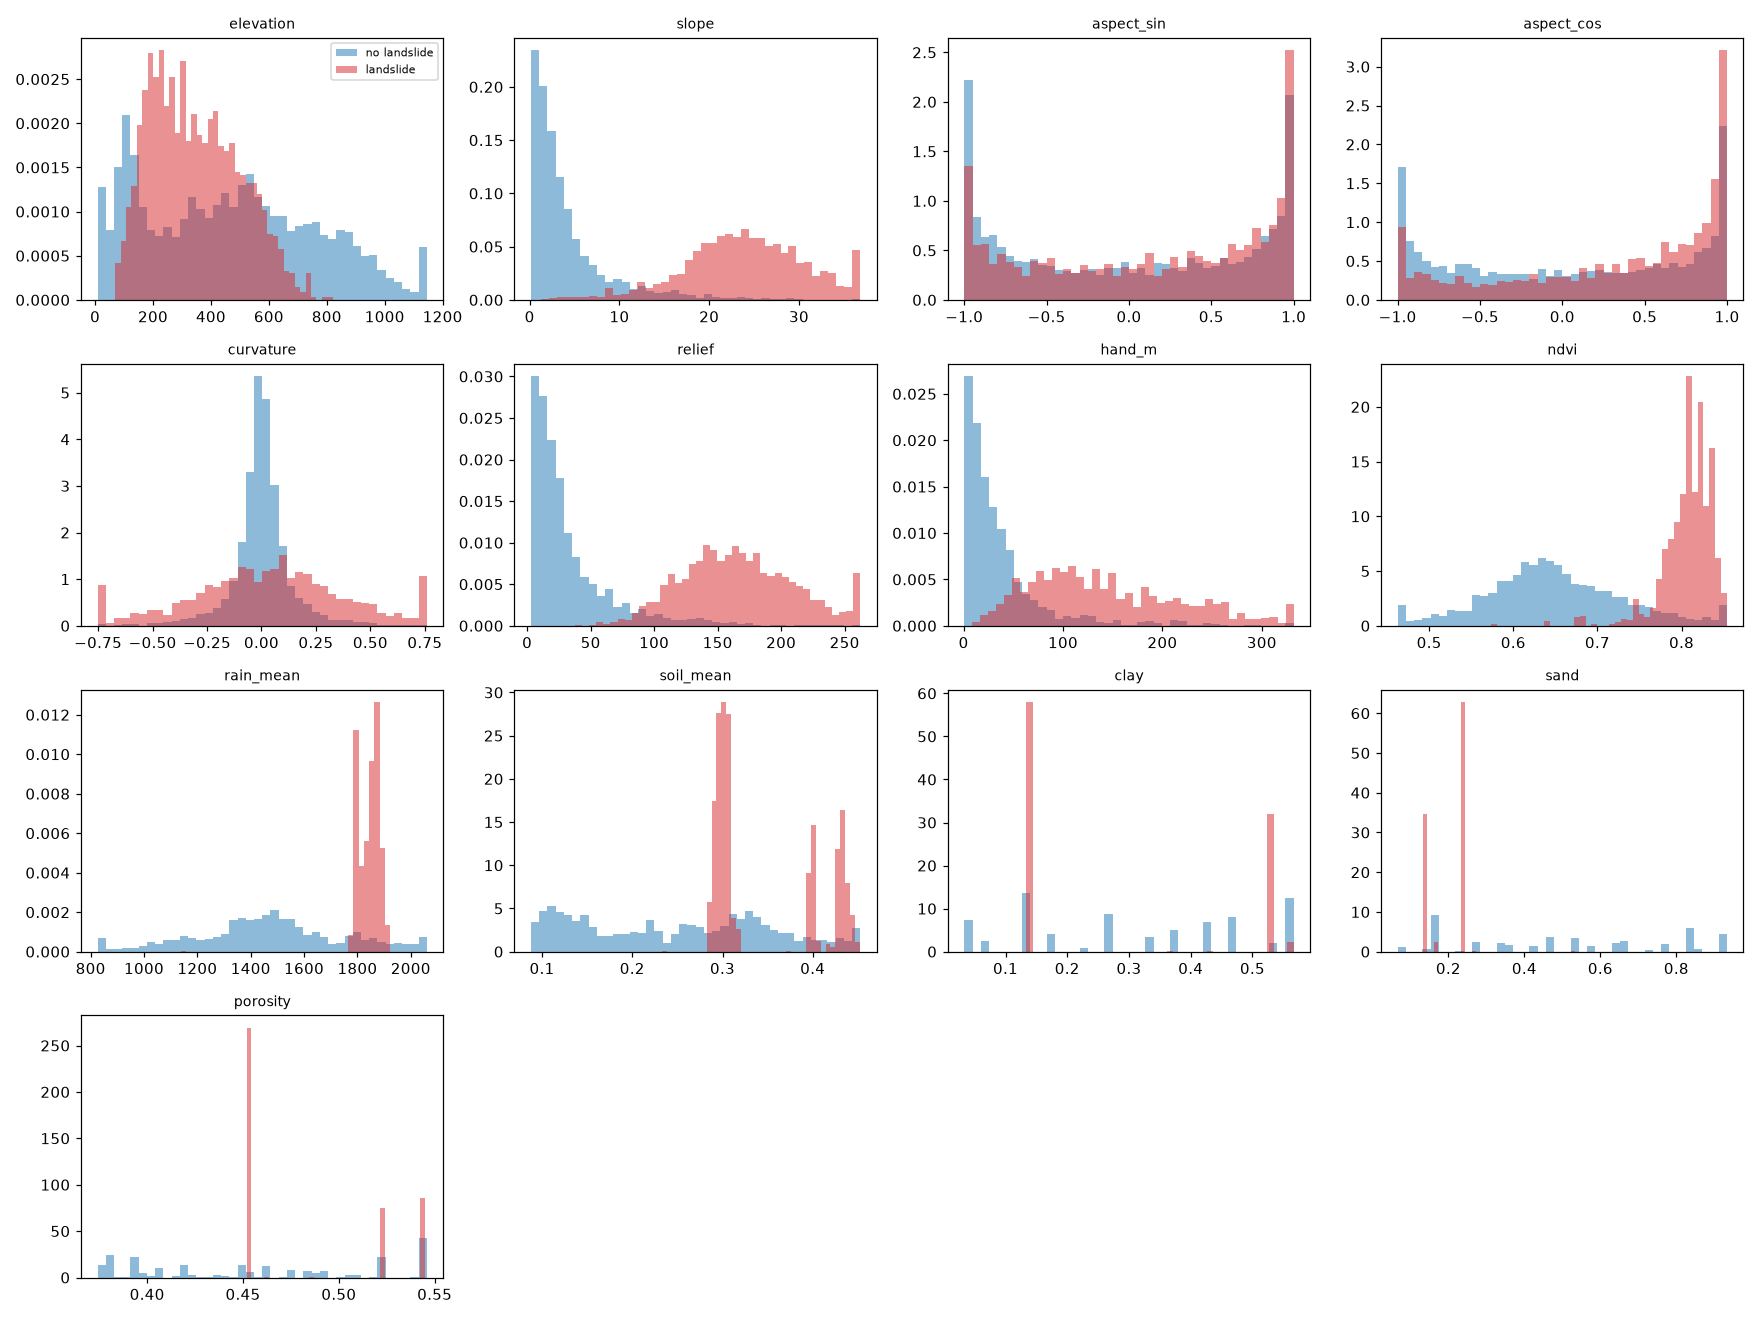 elevation
no landslide
landslide
0.0025
0.0020
0.0015
0.0010
0.0005
0.0000
0 200 400 600 800 1000 1200
slope
0.20
0.15
0.10
0.05
0.00
0 10 20 30
aspect_sin
2.5
2.0
1.5
1.0
0.5
0.0
−1.0 −0.5 0.0 0.5 1.0
aspect_cos
3.0
2.5
2.0
1.5
1.0
0.5
0.0
−1.0 −0.5 0.0 0.5 1.0
curvature
5
4
3
2
1
0
−0.75 −0.50 −0.25 0.00 0.25 0.50 0.75
relief
0.030
0.025
0.020
0.015
0.010
0.005
0.000
0 50 100 150 200 250
hand_m
0.025
0.020
0.015
0.010
0.005
0.000
0 100 200 300
ndvi
20
15
10
5
0
0.5 0.6 0.7 0.8
rain_mean
0.012
0.010
0.008
0.006
0.004
0.002
0.000
800 1000 1200 1400 1600 1800 2000
soil_mean
30
25
20
15
10
5
0
0.1 0.2 0.3 0.4
clay
60
50
40
30
20
10
0
0.1 0.2 0.3 0.4 0.5
sand
60
50
40
30
20
10
0
0.2 0.4 0.6 0.8
porosity
250
200
150
100
50
0
0.40 0.45 0.50 0.55